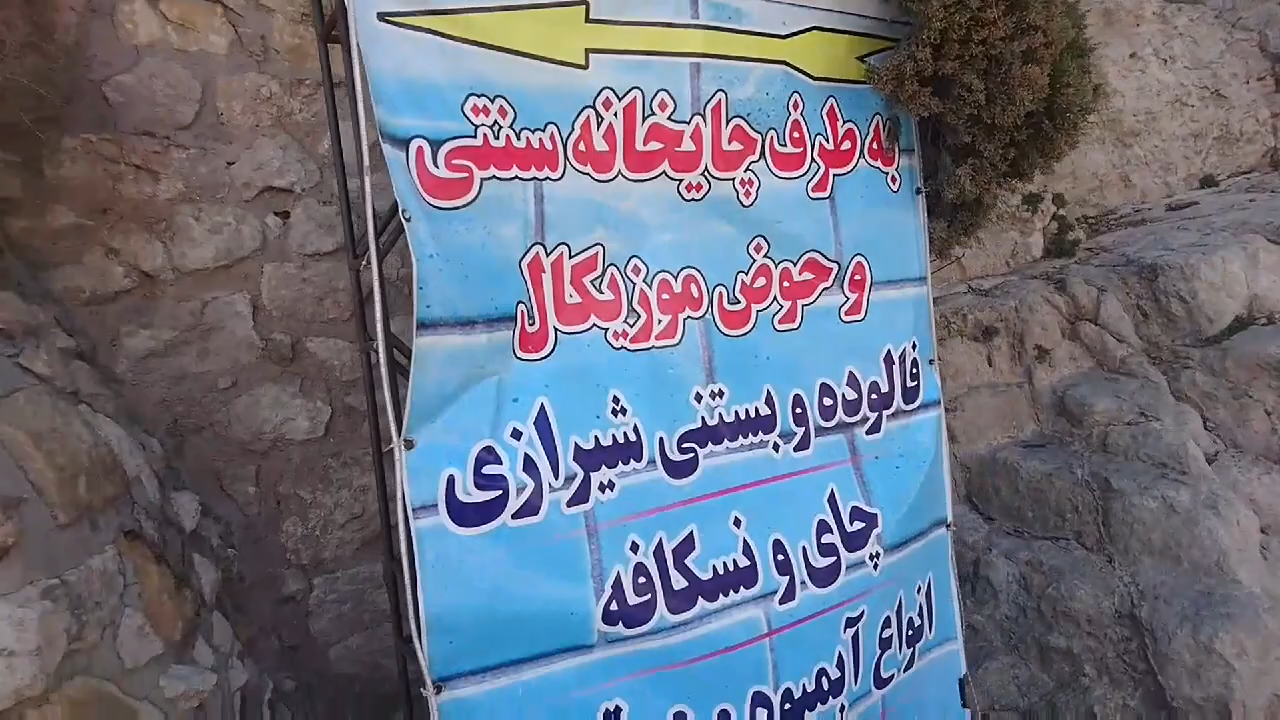 به طرف چایخانه سنتی
و حوض موزیکال
فالوده و بستنی شیرازی
چای و نسکافه
انواع آبمیوه